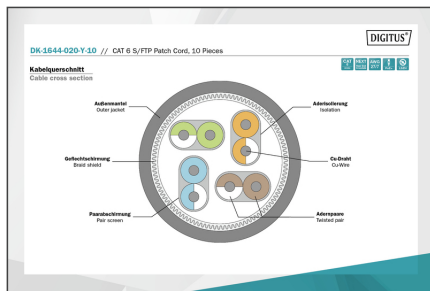 DIGITUS®
DK-1644-020-Y-10 // CAT 6 S/FTP Patch Cord, 10 Pieces
Kabelquerschnitt
Cable cross section
Außenmantel
Outer jacket
Aderisolierung
Isolation
Geflechtschirmung
Braid shield
Cu-Draht
Cu-Wire
Paarabschirmung
Pair screen
Adernpaare
Twisted pair